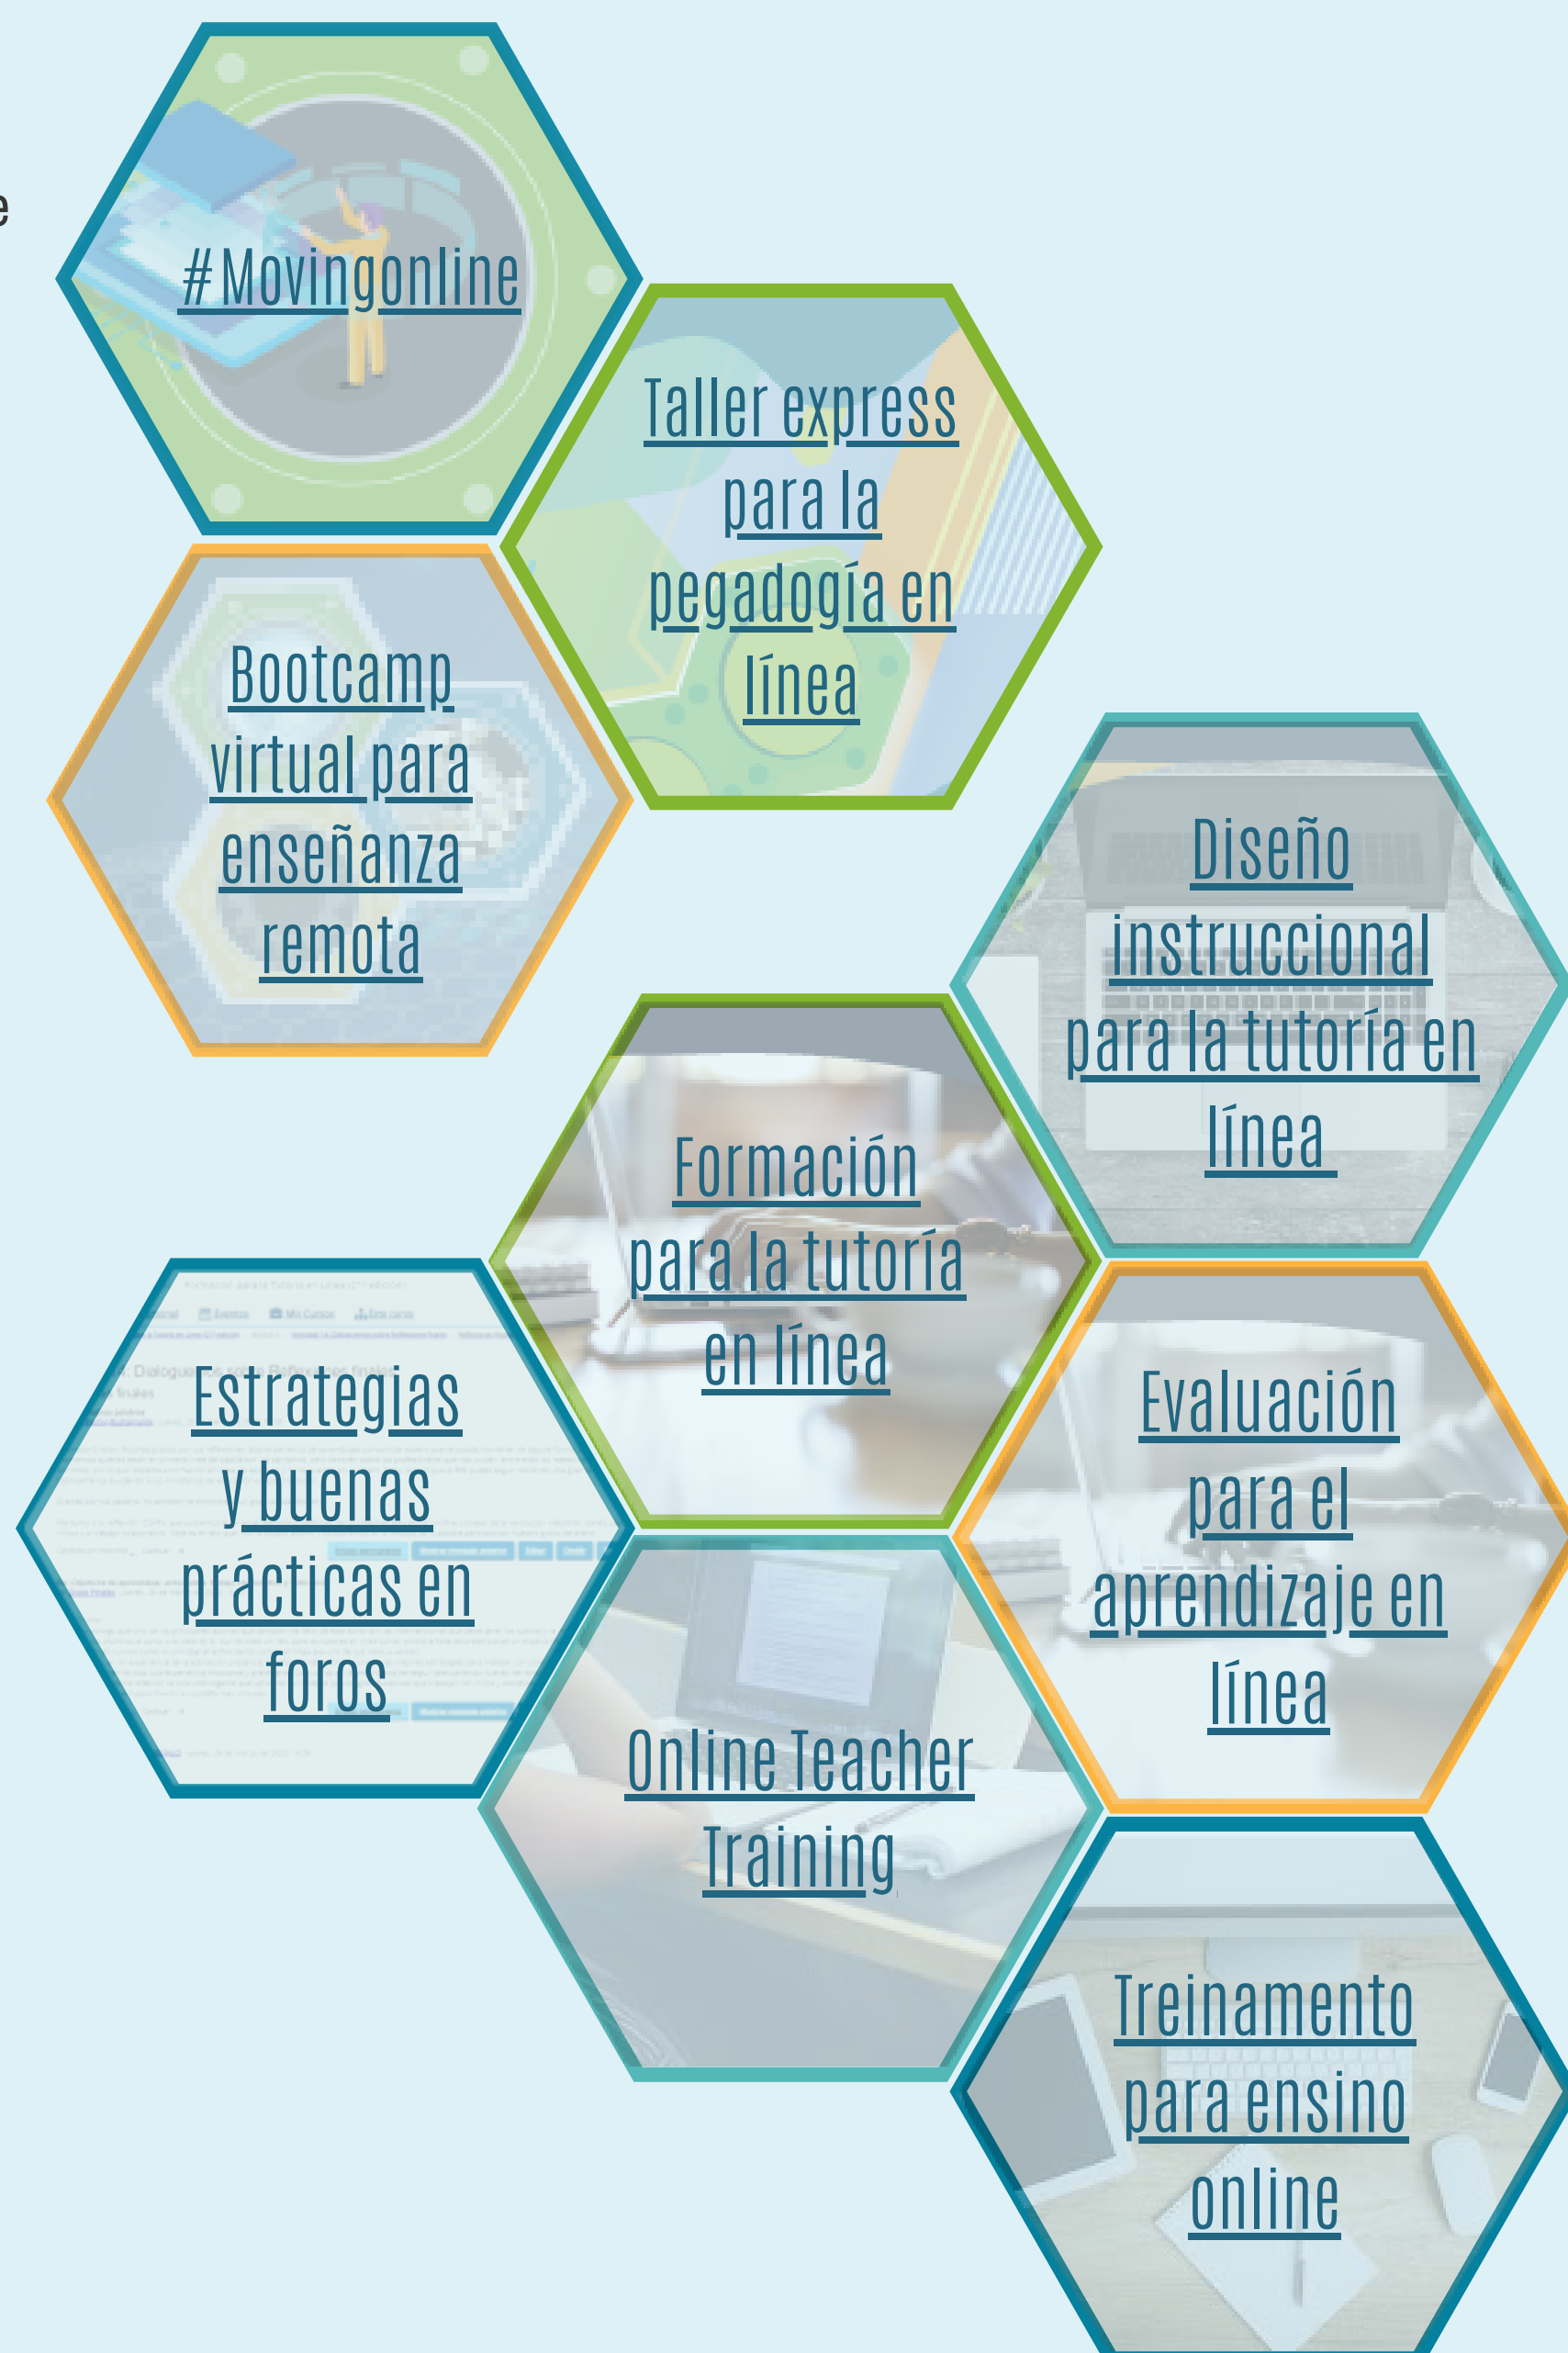 e
#Movingonline
Taller express
para la
pegadogía en
línea
Bootcamp
virtual para
enseñanza
remota
Diseño
instruccional
para la tutoría en
línea
Formación
para la tutoría
en línea
Estrategias
y buenas
prácticas en
foros
Evaluación
para el
aprendizaje en
línea
Online Teacher
Training
Treinamento
para ensino
online